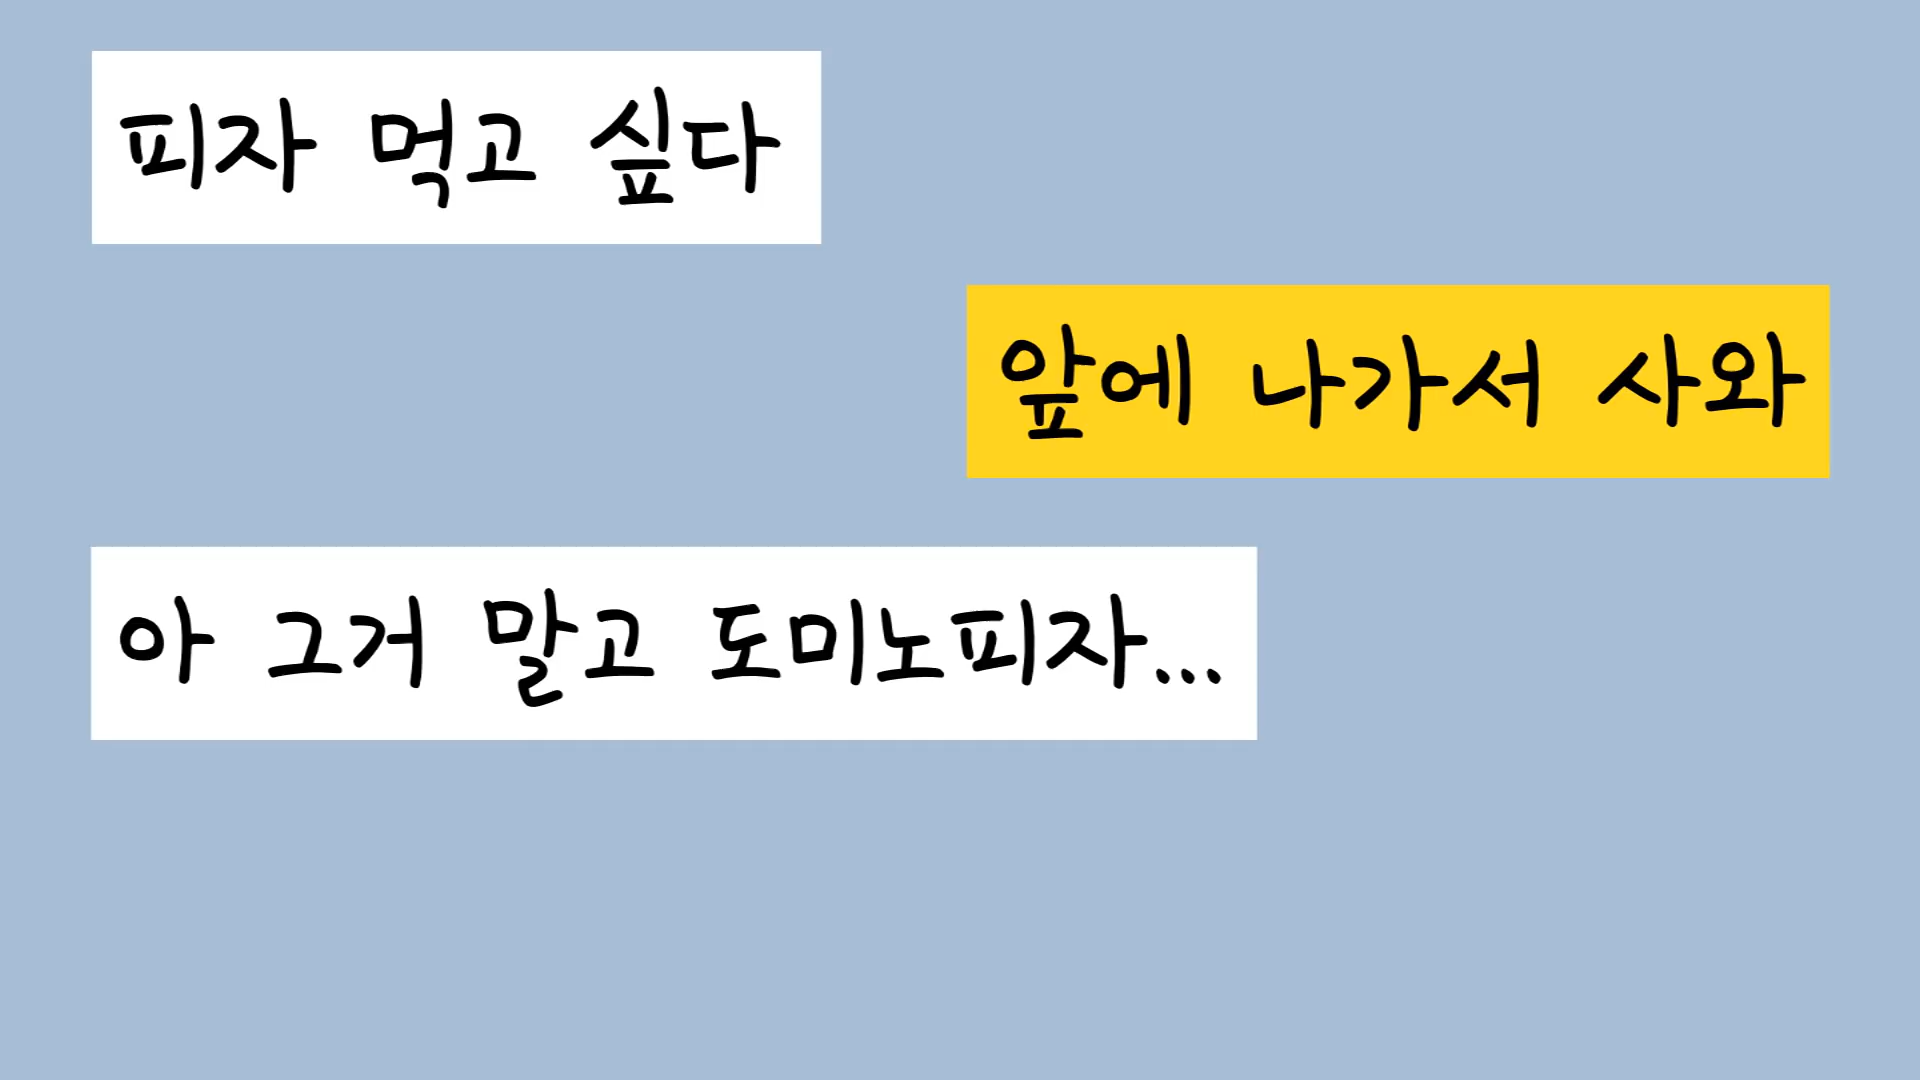 피자 먹고 싶다
앞에 나가서 사와
아 그거 말고 도미노피자...